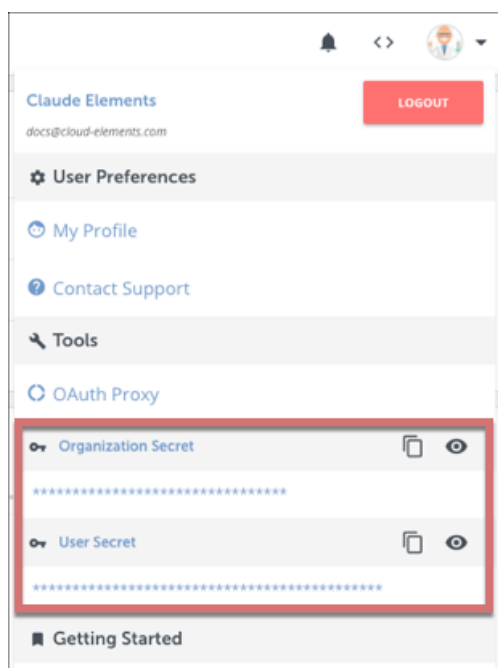 Claude Elements
LOGOUT
docs@cloud-elements.com
User Preferences
My Profile
Contact Support
Tools
OAuth Proxy
Organization Secret
********************************
User Secret
********************************************
Getting Started